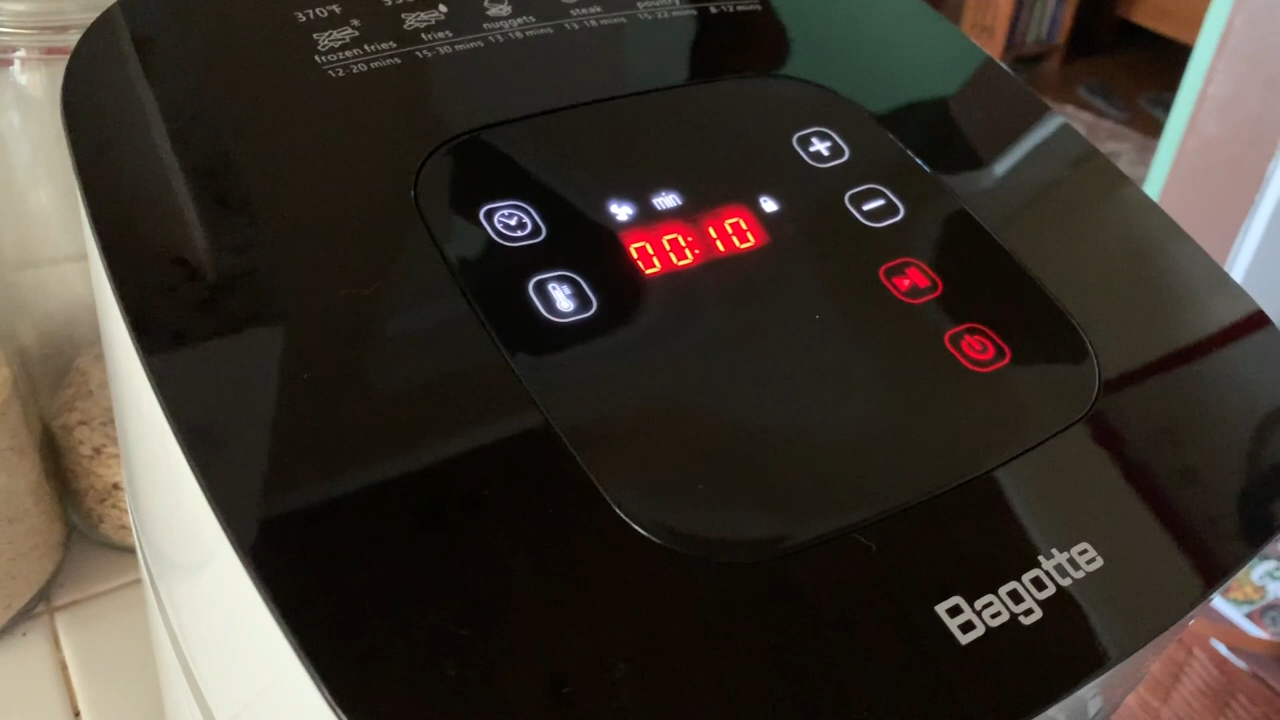 370°F
frozen fries fries nuggets steak poultry
12-20 mins 15-30 mins 13-18 mins 13-18 mins 15-22 mins 8-12 mins
min
00:10
Bagotte